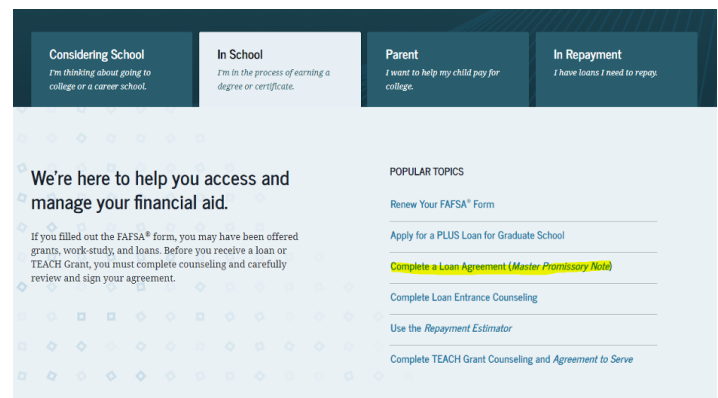 Considering School
I'm thinking about going to
college or a career school.
In School
I'm in the process of earning a
degree or certificate.
Parent
I want to help my child pay for
college.
In Repayment
I have loans I need to repay.
We're here to help you access and
manage your financial aid.
If you filled out the FAFSA® form, you may have been offered
grants, work-study, and loans. Before you receive a loan or
TEACH Grant, you must complete counseling and carefully
review and sign your agreement.
POPULAR TOPICS
Renew Your FAFSA® Form
Apply for a PLUS Loan for Graduate School
Complete a Loan Agreement (Master Promissory Note)
Complete Loan Entrance Counseling
Use the Repayment Estimator
Complete TEACH Grant Counseling and Agreement to Serve